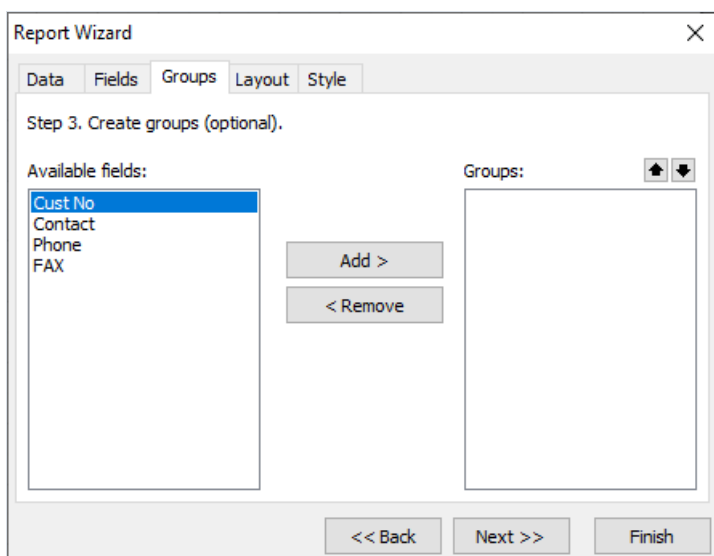 Report Wizard
Data Fields Groups Layout Style
Step 3. Create groups (optional).
Available fields:
Groups:
Cust No
Contact
Phone
FAX
Add >
< Remove
<< Back Next >> Finish